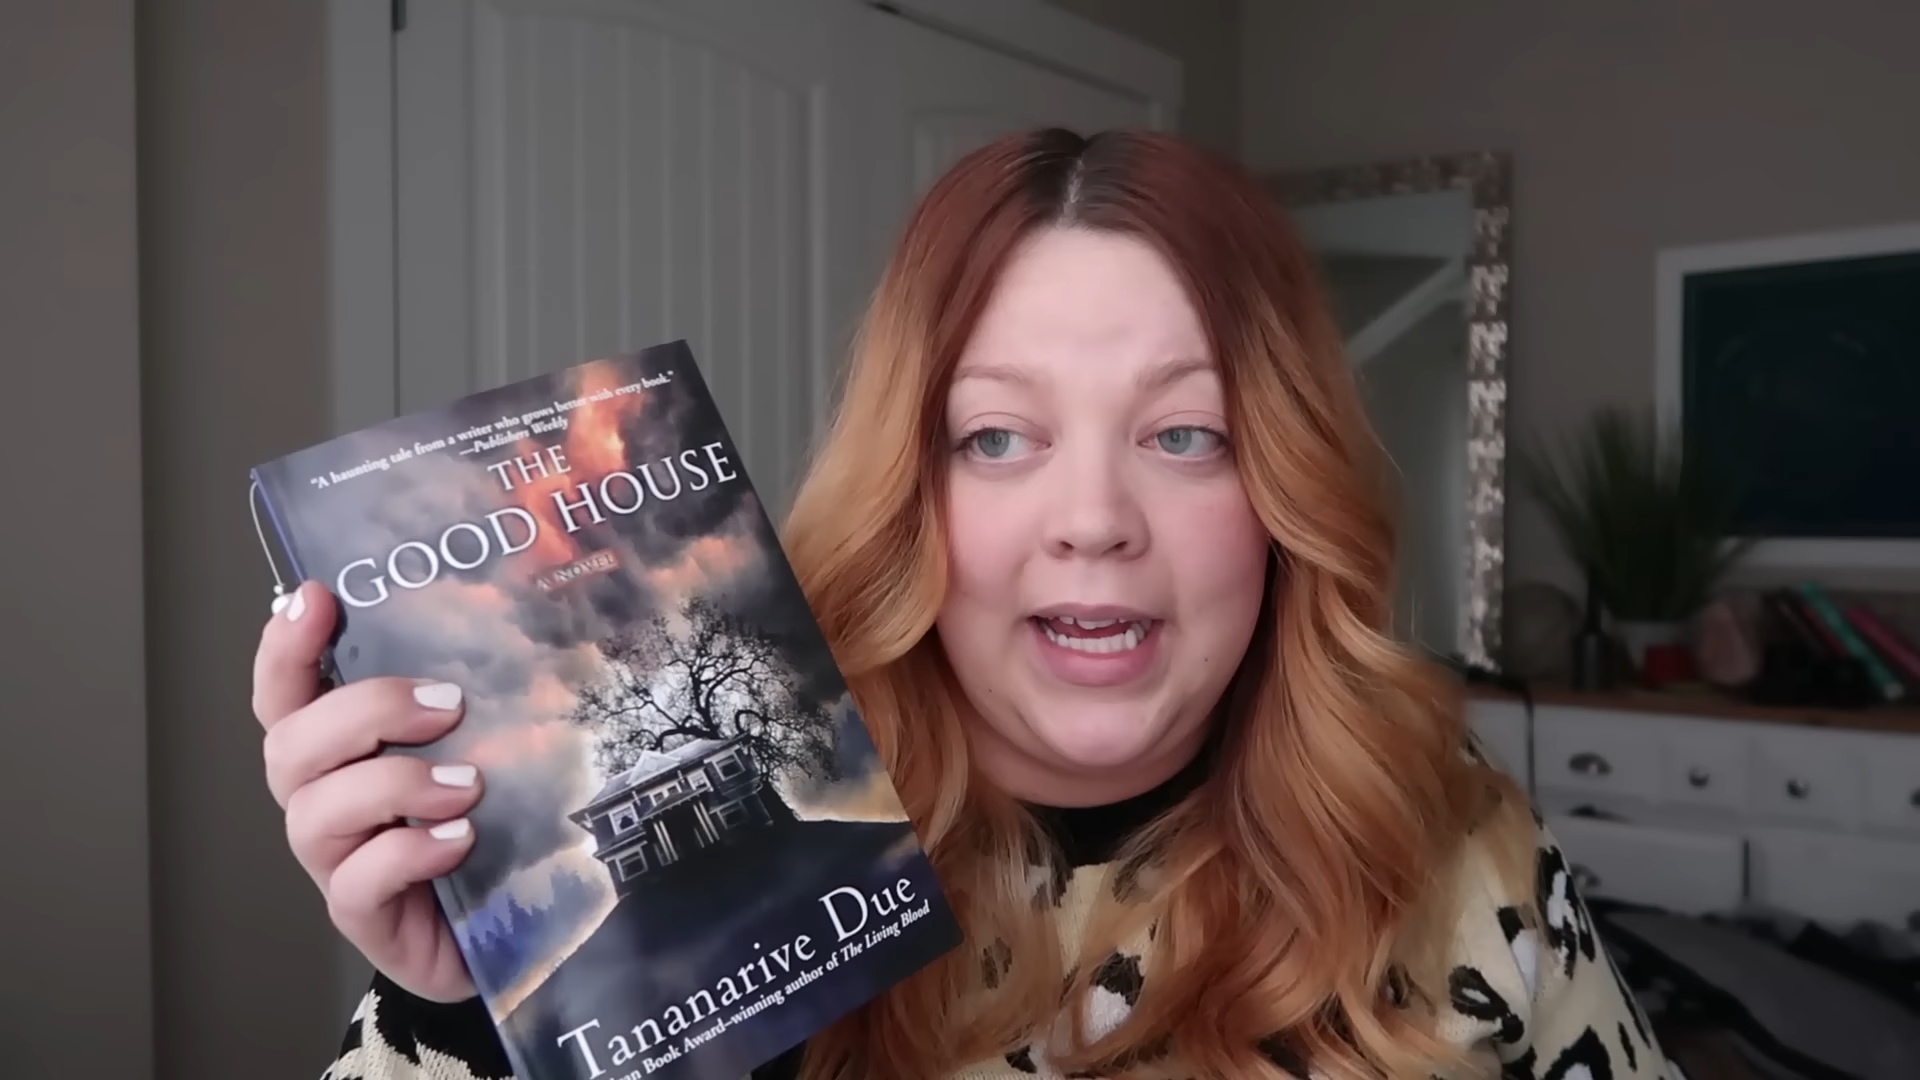 "A haunting tale from a writer who grows better with every book."
—Publishers Weekly
THE
GOOD HOUSE
A NOVEL
Tananarive Due
Book Award–winning author of The Living Blood